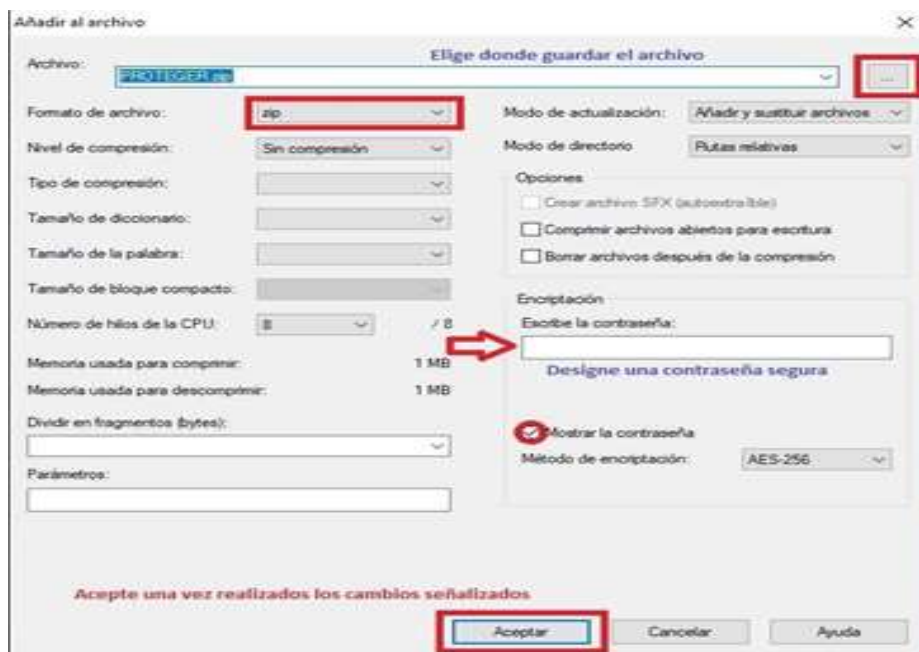 Añadir al archivo
Elige donde guardar el archivo
Archivo:
PROTEGER.zip
...
Formato de archivo:
zip
Modo de actualización:
Añadir y sustituir archivos
Nivel de compresión:
Sin compresión
Modo de directorio
Rutas relativas
Tipo de compresión:
Opciones
Crear archivo SFX (autoextraíble)
Tamaño de diccionario:
Comprimir archivos abiertos para escritura
Tamaño de la palabra:
Borrar archivos después de la compresión
Tamaño de bloque compacto:
Encriptación
Número de hilos de la CPU:
8
/ 8
Escribe la contraseña:
Memoria usada para comprimir:
1 MB
Designe una contraseña segura
Memoria usada para descomprimir:
1 MB
Dividir en fragmentos (bytes):
Mostrar la contraseña
Método de encriptación:
AES-256
Parámetros:
Acepte una vez realizados los cambios señalizados
Aceptar
Cancelar
Ayuda